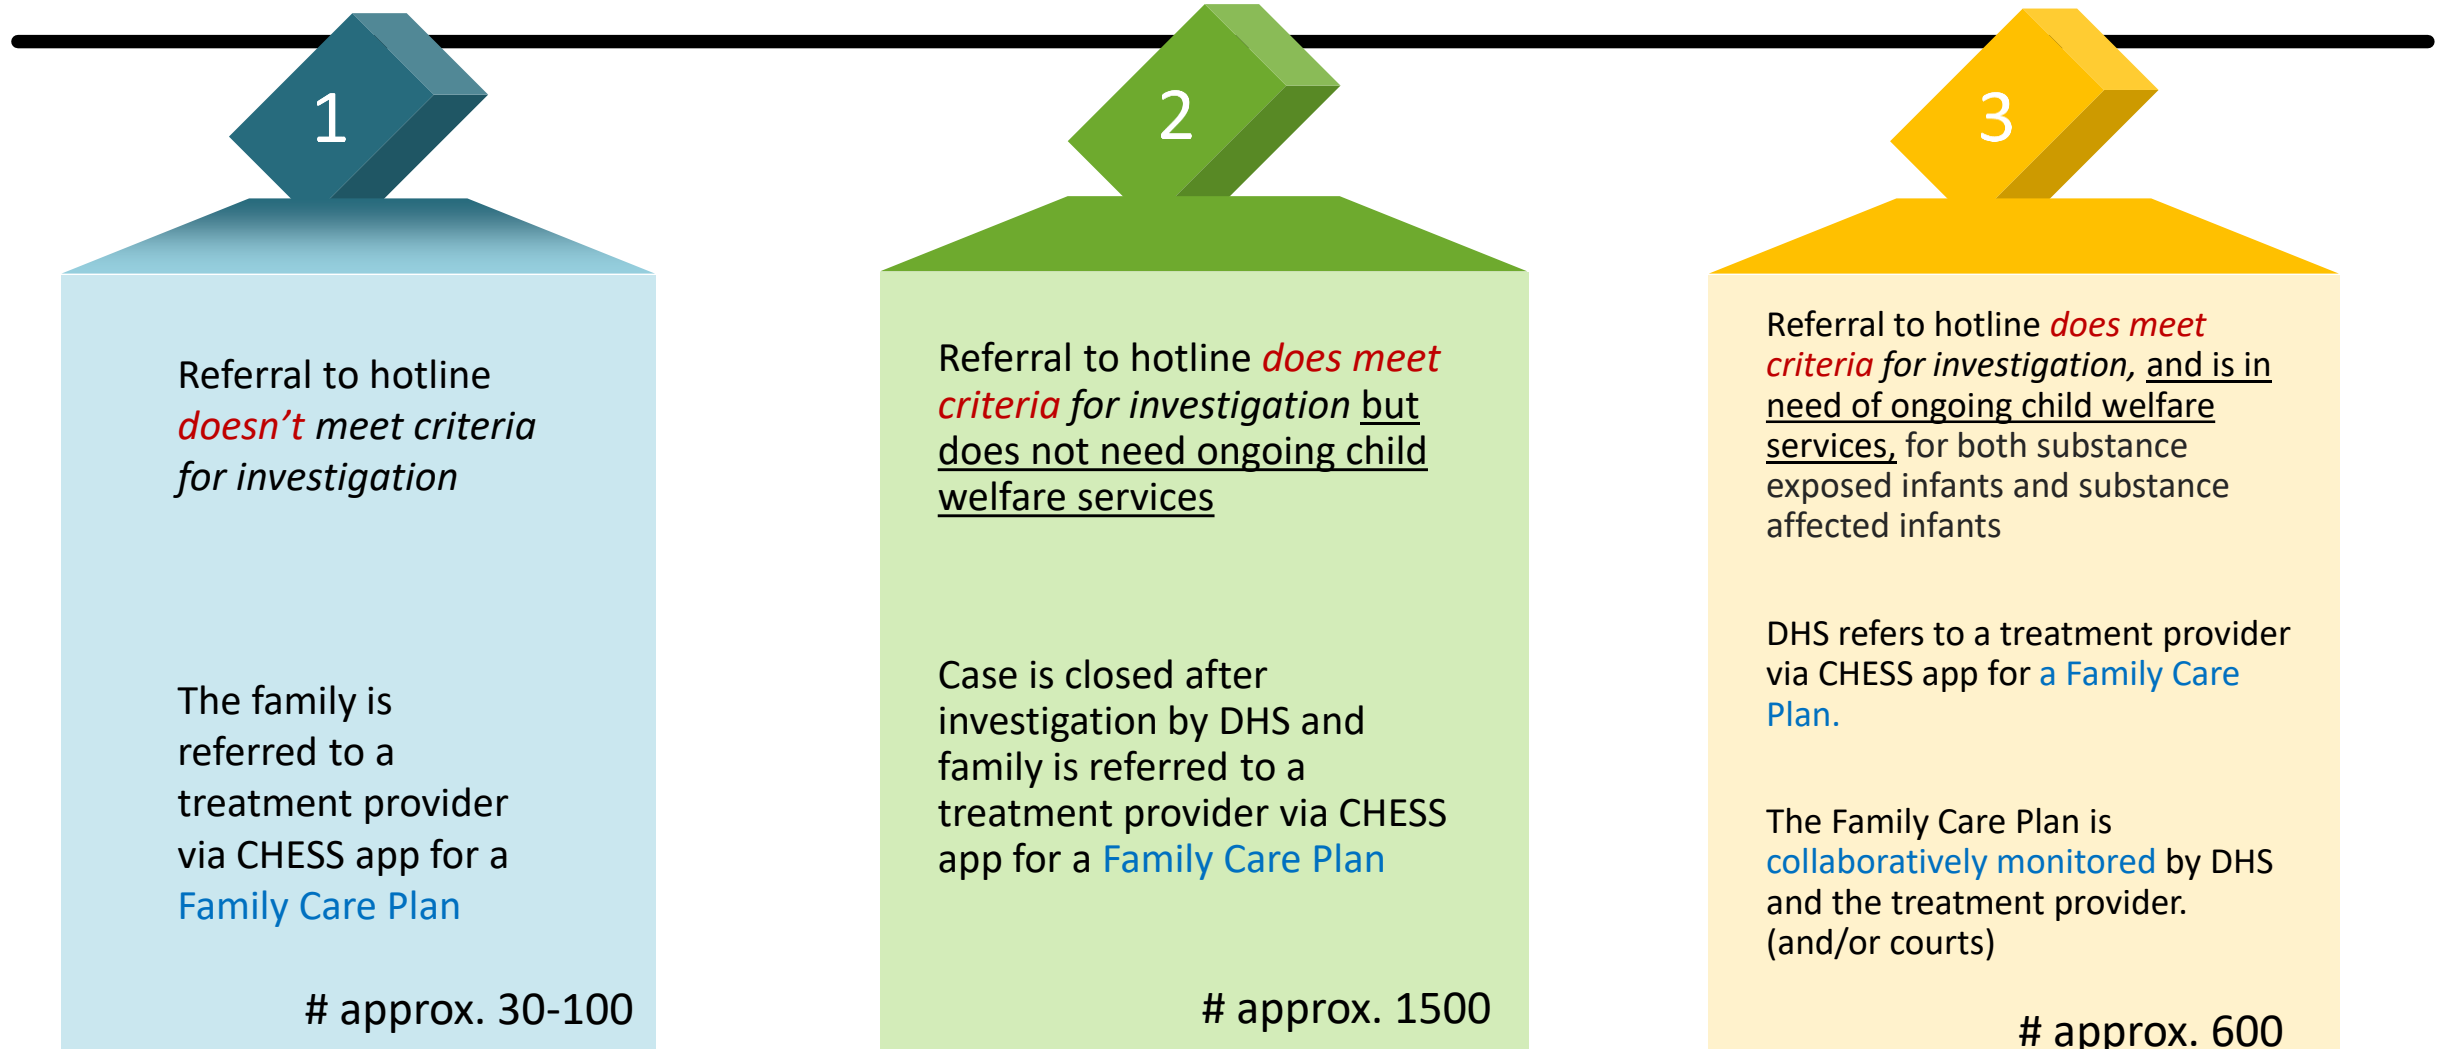 1
Referral to hotline
doesn’t meet criteria
for investigation
The family is
referred to a
treatment provider
via CHESS app for a
Family Care Plan
# approx. 30-100
2
Referral to hotline does meet
criteria for investigation but
does not need ongoing child
welfare services
Case is closed after
investigation by DHS and
family is referred to a
treatment provider via CHESS
app for a Family Care Plan
# approx. 1500
3
Referral to hotline does meet
criteria for investigation, and is in
need of ongoing child welfare
services, for both substance
exposed infants and substance
affected infants
DHS refers to a treatment provider
via CHESS app for a Family Care
Plan.
The Family Care Plan is
collaboratively monitored by DHS
and the treatment provider.
(and/or courts)
# approx. 600